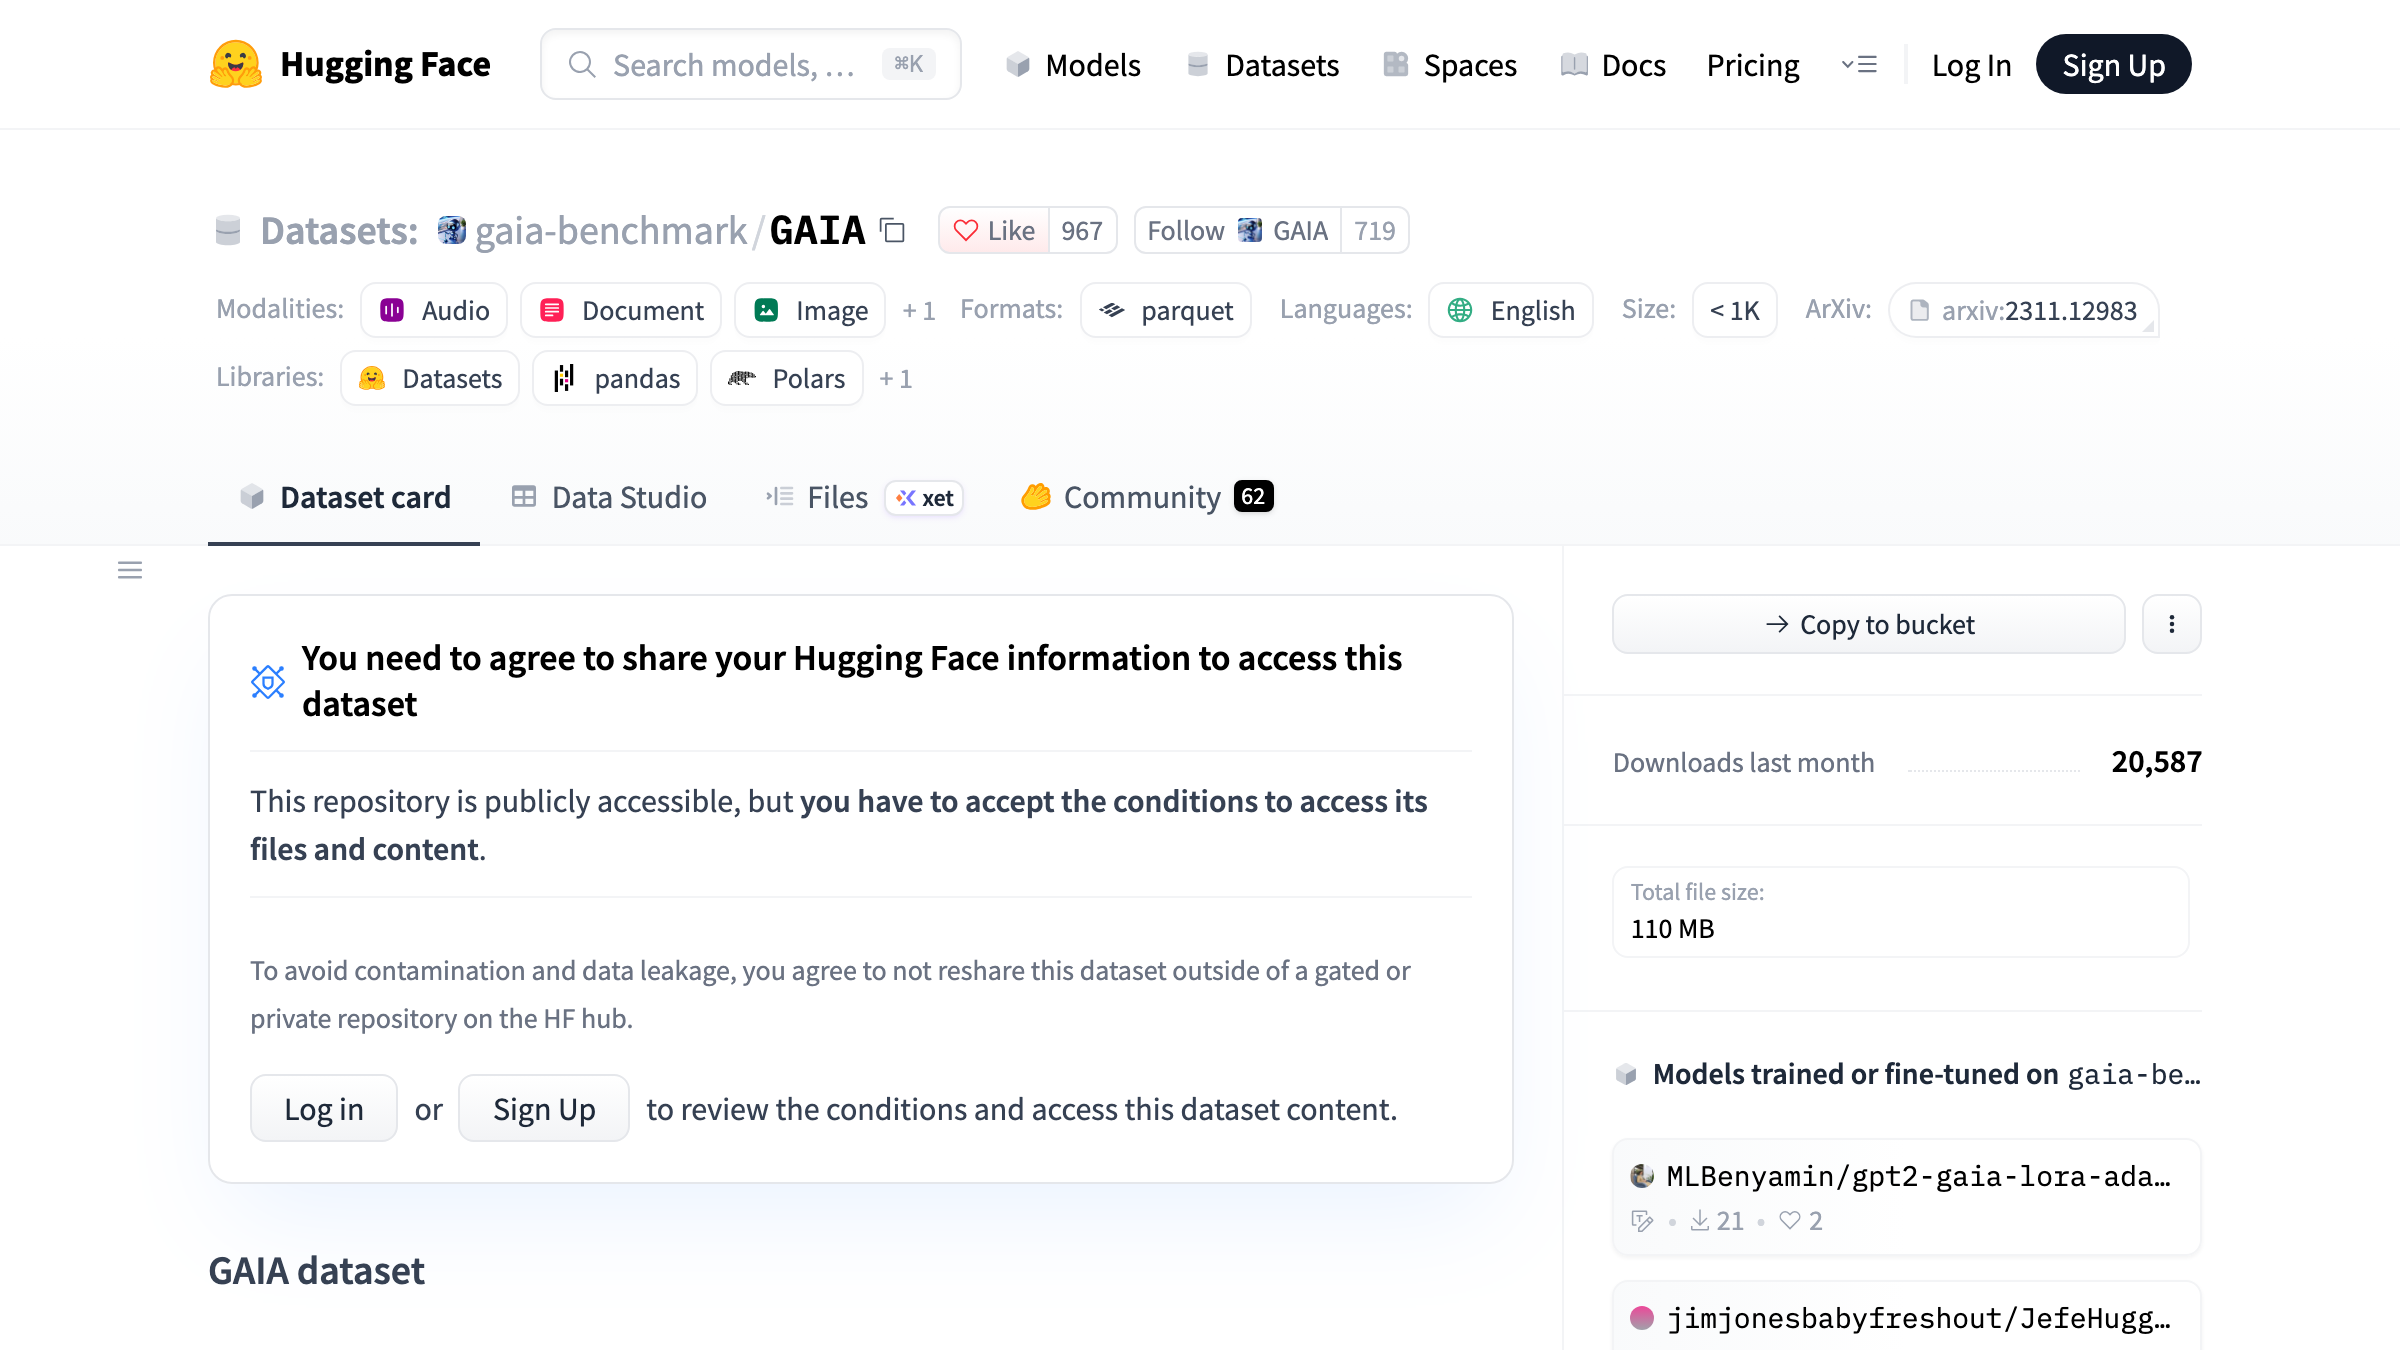 Hugging Face
Search models, ...
⌘K
Models
Datasets
Spaces
Docs
Pricing
Log In
Sign Up
Datasets: gaia-benchmark/GAIA
Like 967
Follow GAIA 719
Modalities: Audio Document Image + 1 Formats: parquet Languages: English Size: < 1K ArXiv: arxiv:2311.12983
Libraries: Datasets pandas Polars + 1
Dataset card
Data Studio
Files xet
Community 62
You need to agree to share your Hugging Face information to access this
dataset
This repository is publicly accessible, but you have to accept the conditions to access its
files and content.
To avoid contamination and data leakage, you agree to not reshare this dataset outside of a gated or
private repository on the HF hub.
Log in or Sign Up to review the conditions and access this dataset content.
GAIA dataset
→ Copy to bucket
Downloads last month 20,587
Total file size:
110 MB
Models trained or fine-tuned on gaia-be…
MLBenyamin/gpt2-gaia-lora-ada…
21 • 2
jimjonesbabyfreshout/JefeHugg…